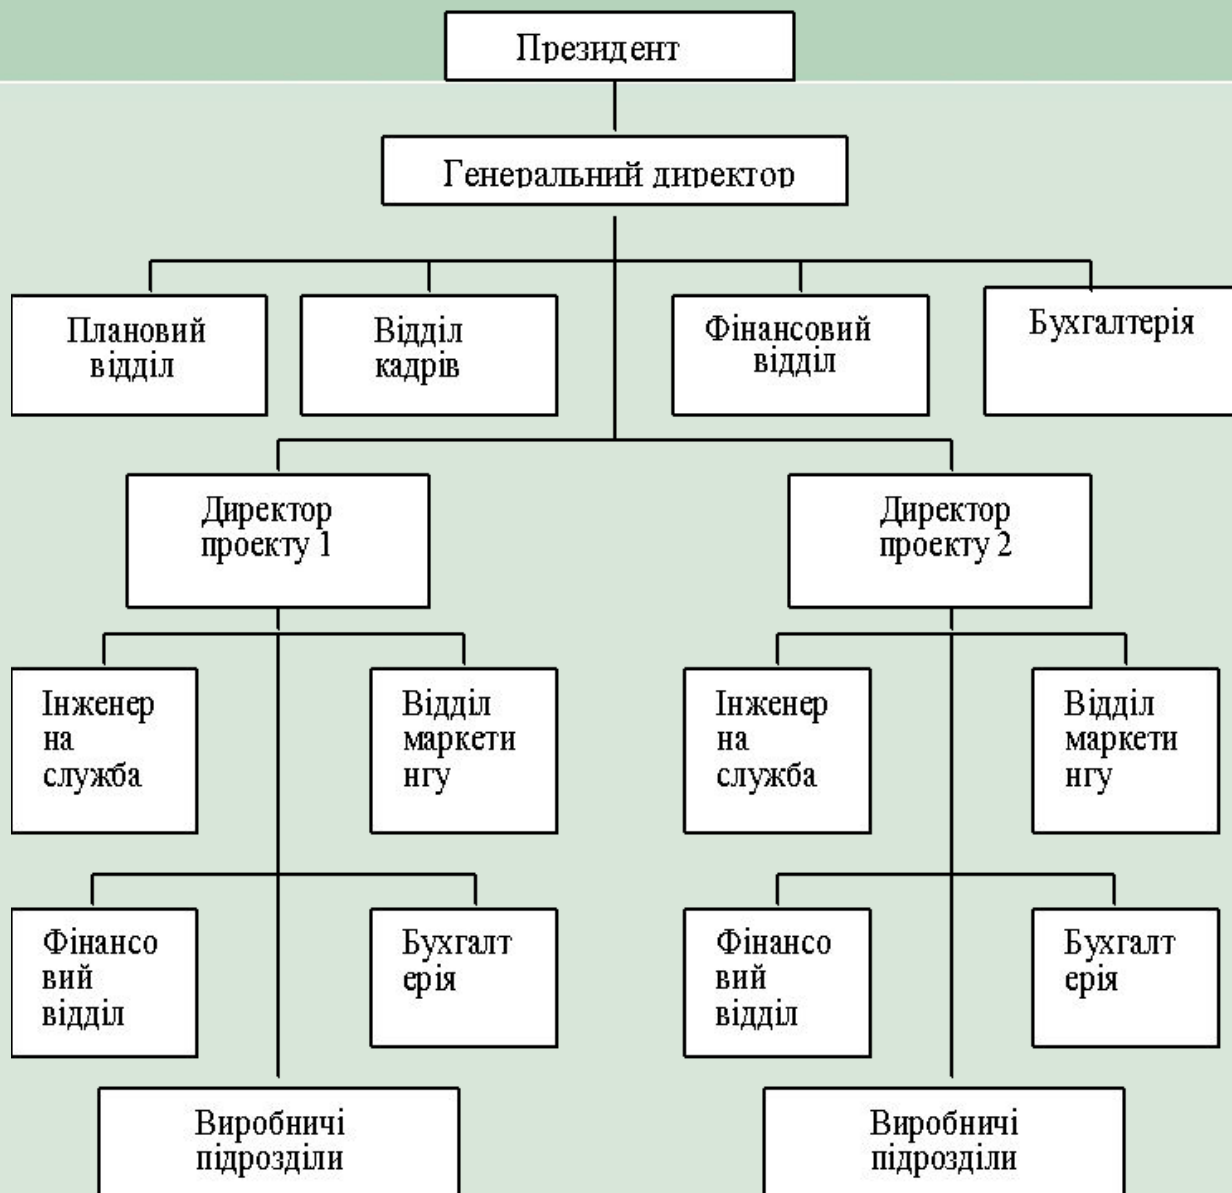 Президент
Генеральний директор
Плановий
відділ
Відділ
кадрів
Фінансовий
відділ
Бухгалтерія
Директор
проекту 1
Директор
проекту 2
Інженер
на
служба
Відділ
маркети
нгу
Інженер
на
служба
Відділ
маркети
нгу
Фінансо
вий
відділ
Бухгалт
ерія
Фінансо
вий
відділ
Бухгалт
ерія
Виробничі
підрозділи
Виробничі
підрозділи